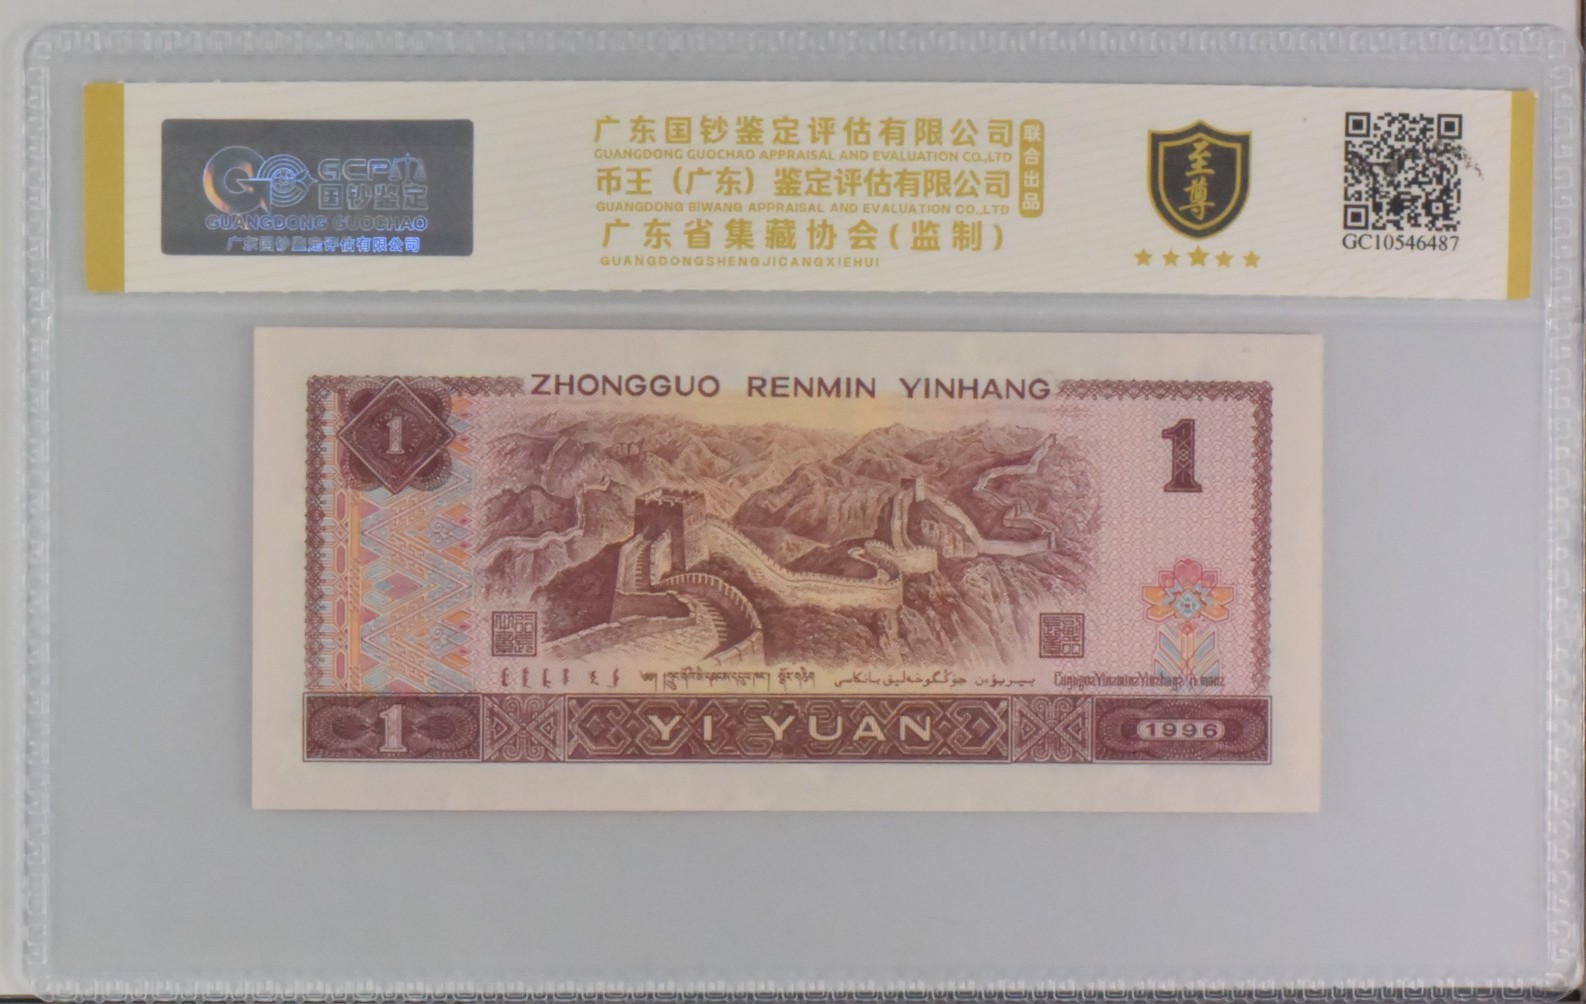 GCP
国钞鉴定
GUANGDONG GUOCHAO
广东国钞鉴定评估有限公司
广东国钞鉴定评估有限公司
GUANGDONG GUOCHAO APPRAISAL AND EVALUATION CO.,LTD
币王（广东）鉴定评估有限公司
GUANGDONG BIWANG APPRAISAL AND EVALUATION CO.,LTD
广东省集藏协会(监制)
GUANGDONGSHENGJICANGXIEHUI
联合出品
至尊
GC10546487
ZHONGGUO RENMIN YINHANG
1
1
1
YI YUAN
1996